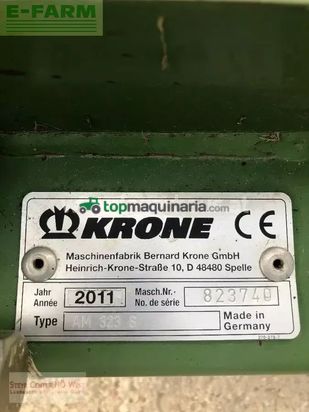 E-FARM
topmaquinaria.com
KRONE CE
Maschinenfabrik Bernard Krone GmbH
Heinrich-Krone-Straße 10, D 48480 Spelle
Jahr Année 2011 Masch.Nr.- No. de série 823740
Type AM 323 S Made in Germany